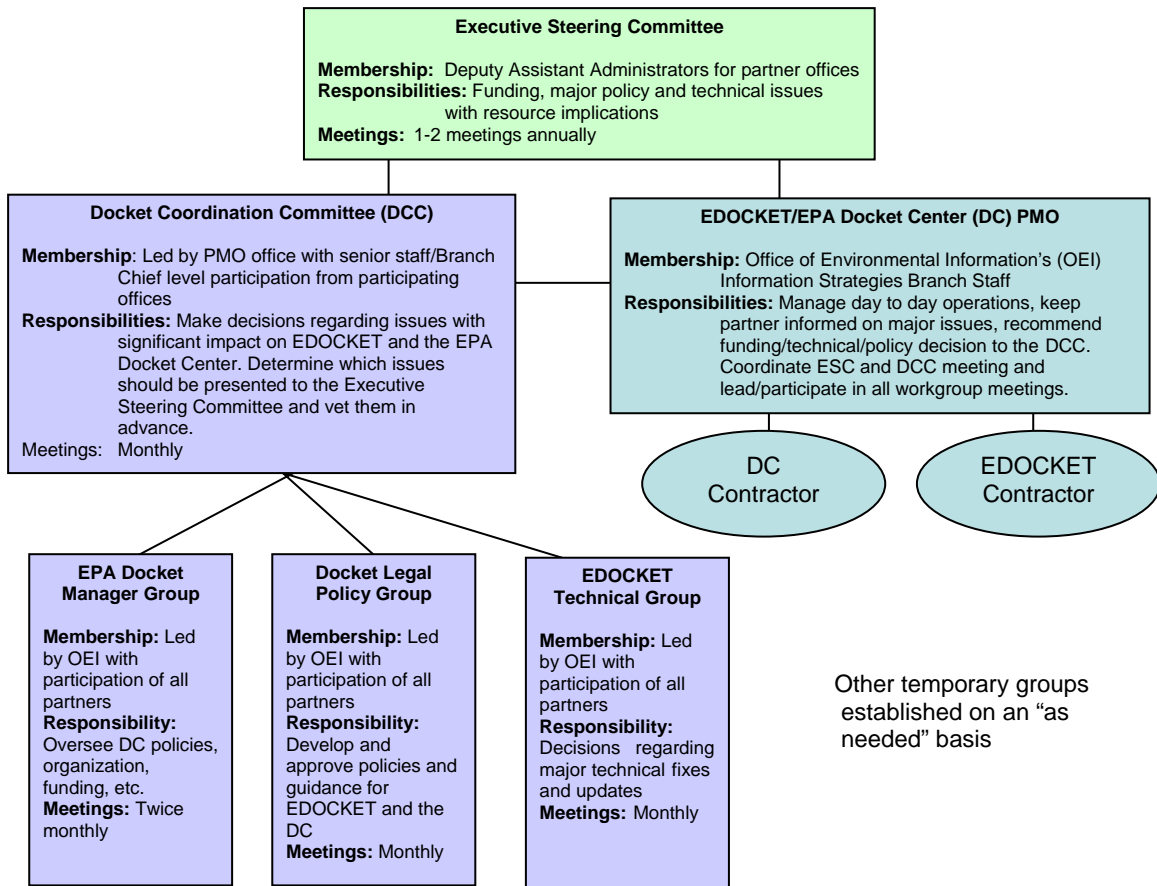 Executive Steering Committee
Membership: Deputy Assistant Administrators for partner offices
Responsibilities: Funding, major policy and technical issues
with resource implications
Meetings: 1-2 meetings annually
Docket Coordination Committee (DCC)
Membership: Led by PMO office with senior staff/Branch
Chief level participation from participating
offices
Responsibilities: Make decisions regarding issues with
significant impact on EDOCKET and the EPA
Docket Center. Determine which issues
should be presented to the Executive
Steering Committee and vet them in
advance.
Meetings: Monthly
EDOCKET/EPA Docket Center (DC) PMO
Membership: Office of Environmental Information's (OEI)
Information Strategies Branch Staff
Responsibilities: Manage day to day operations, keep
partner informed on major issues, recommend
funding/technical/policy decision to the DCC.
Coordinate ESC and DCC meeting and
lead/participate in all workgroup meetings.
DC
Contractor
EDOCKET
Contractor
EPA Docket
Manager Group
Membership: Led
by OEI with
participation of all
partners
Responsibility:
Oversee DC policies,
organization,
funding, etc.
Meetings: Twice
monthly
Docket Legal
Policy Group
Membership: Led
by OEI with
participation of all
partners
Responsibility:
Develop and
approve policies and
guidance for
EDOCKET and the
DC
Meetings: Monthly
EDOCKET
Technical Group
Membership: Led
by OEI with
participation of all
partners
Responsibility:
Decisions regarding
major technical fixes
and updates
Meetings: Monthly
Other temporary groups
established on an "as
needed" basis